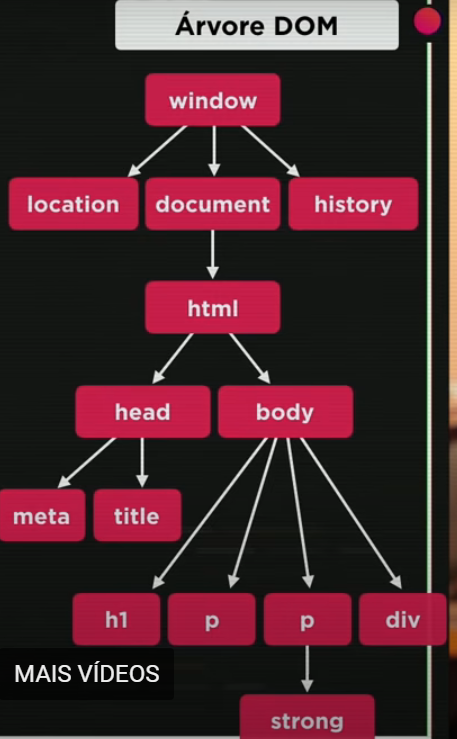 Árvore DOM
window
location document history
html
head body
meta title
h1 p p div
MAIS VÍDEOS
strong